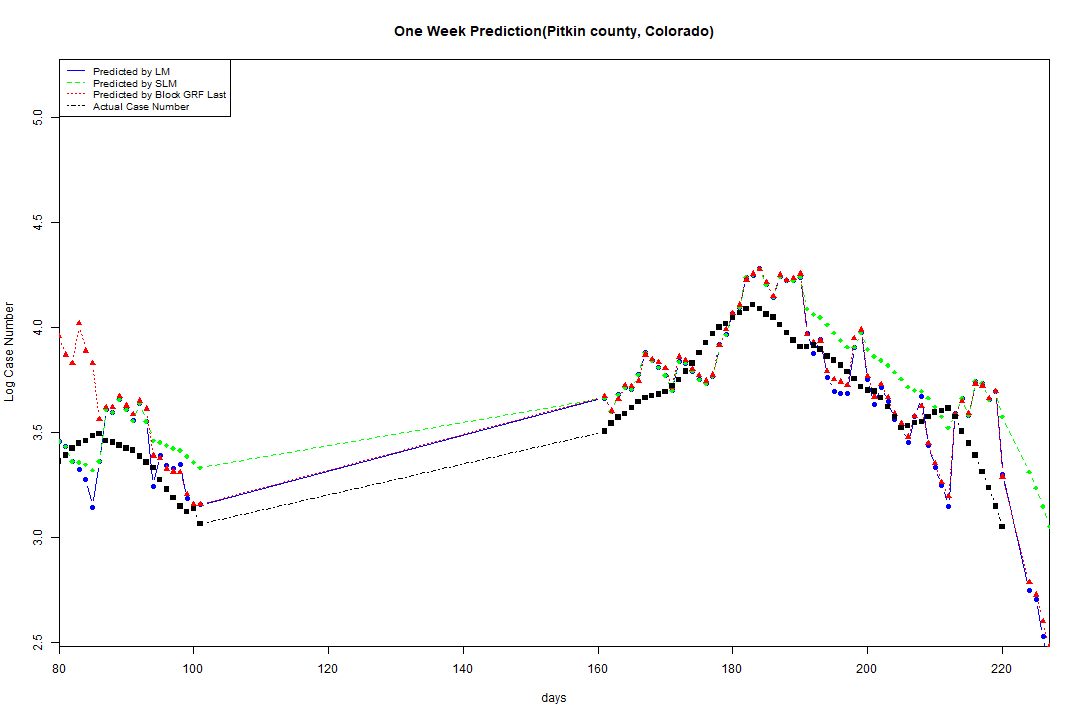 One Week Prediction(Pitkin county, Colorado)
Predicted by LM
Predicted by SLM
Predicted by Block GRF Last
Actual Case Number
5.0
4.5
4.0
3.5
3.0
2.5
Log Case Number
80 100 120 140 160 180 200 220
days